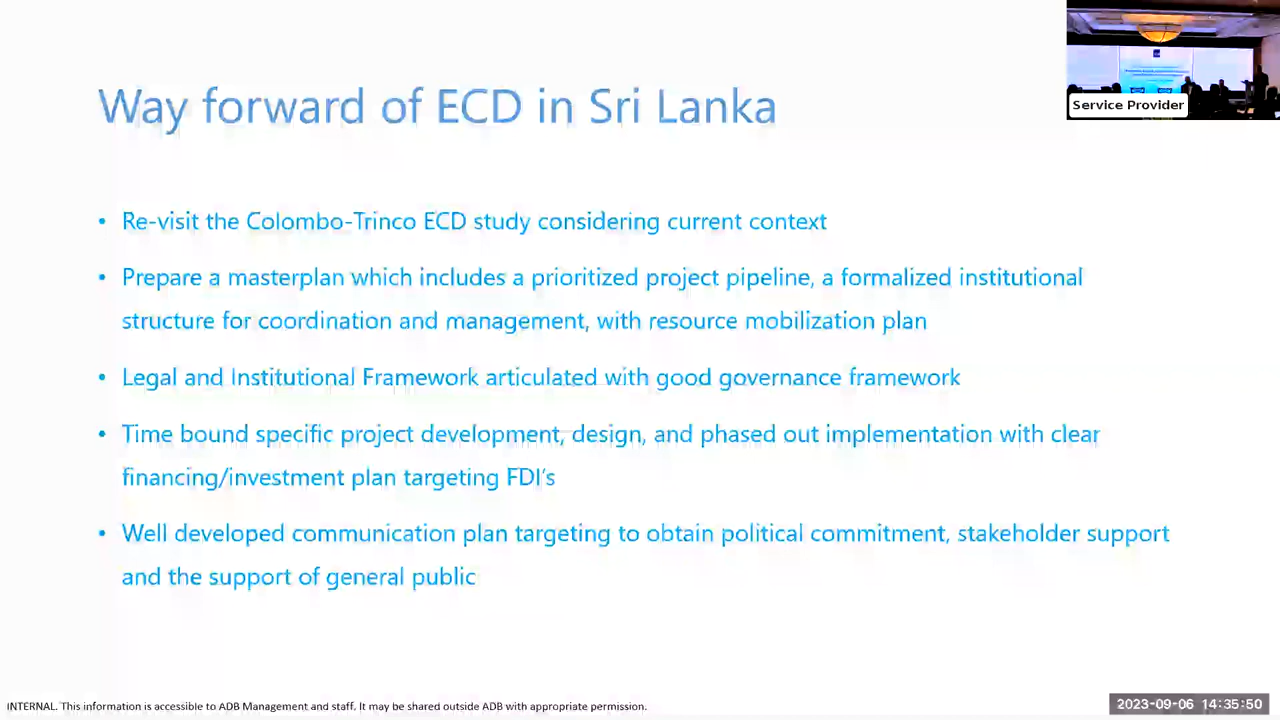 Service Provider
Way forward of ECD in Sri Lanka
• Re-visit the Colombo-Trinco ECD study considering current context
• Prepare a masterplan which includes a prioritized project pipeline, a formalized institutional
structure for coordination and management, with resource mobilization plan
• Legal and Institutional Framework articulated with good governance framework
• Time bound specific project development, design, and phased out implementation with clear
financing/investment plan targeting FDI's
• Well developed communication plan targeting to obtain political commitment, stakeholder support
and the support of general public
INTERNAL. This information is accessible to ADB Management and staff. It may be shared outside ADB with appropriate permission.
2023-09-06 14:35:50